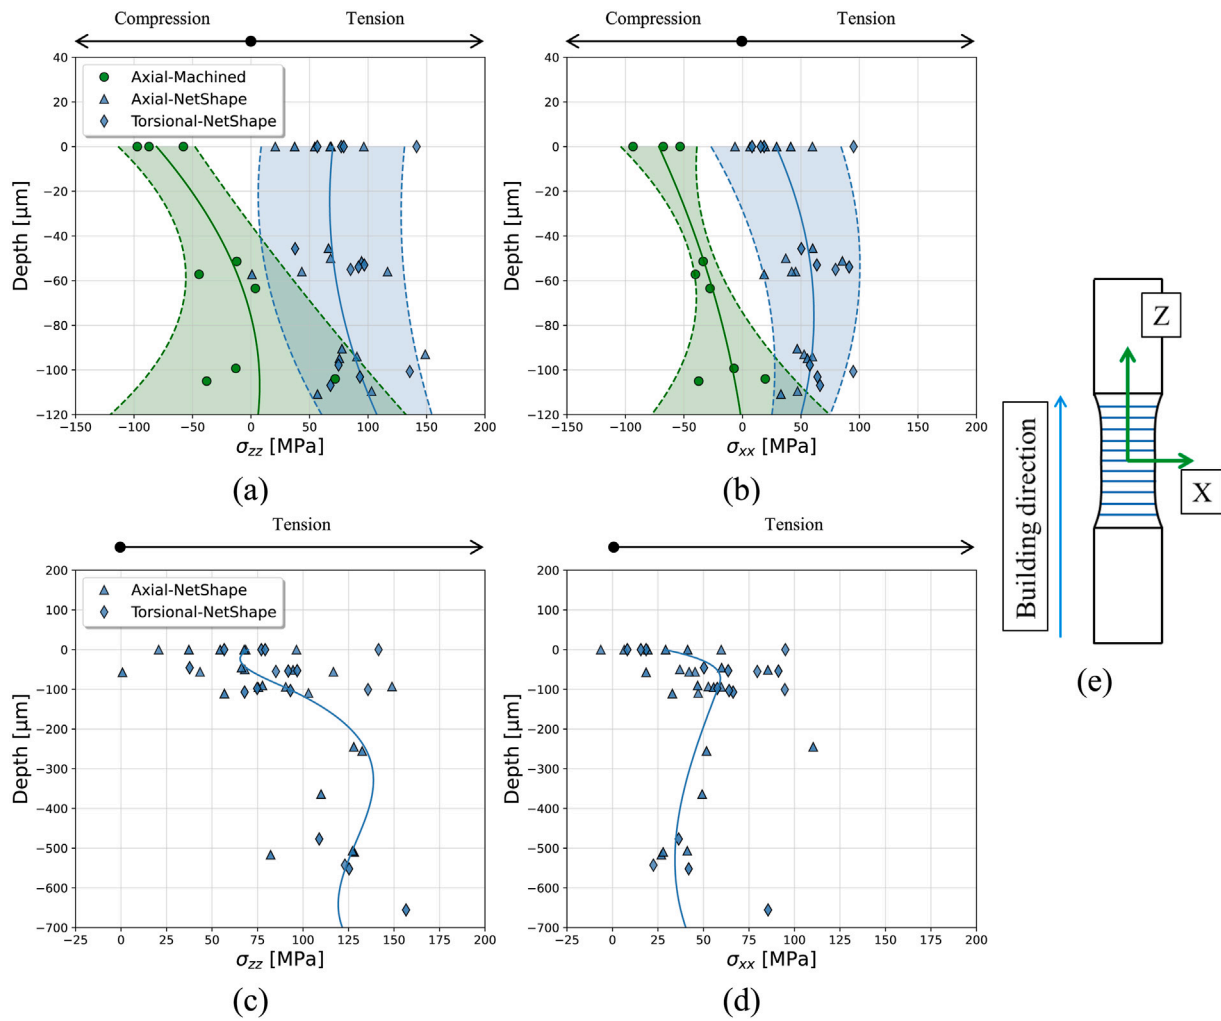 Compression
Tension
Compression
Tension
40
20
0
−20
−40
−60
−80
−100
−120
Depth [µm]
Axial-Machined
Axial-NetShape
Torsional-NetShape
−150
−100
−50
0
50
100
150
200
σzz [MPa]
(a)
40
20
0
−20
−40
−60
−80
−100
−120
Depth [µm]
−150
−100
−50
0
50
100
150
200
σxx [MPa]
(b)
Tension
200
100
0
−100
−200
−300
−400
−500
−600
−700
Depth [µm]
Axial-NetShape
Torsional-NetShape
−25
0
25
50
75
100
125
150
175
200
σzz [MPa]
(c)
Tension
200
100
0
−100
−200
−300
−400
−500
−600
−700
Depth [µm]
−25
0
25
50
75
100
125
150
175
200
σxx [MPa]
(d)
Building direction
Z
X
(e)